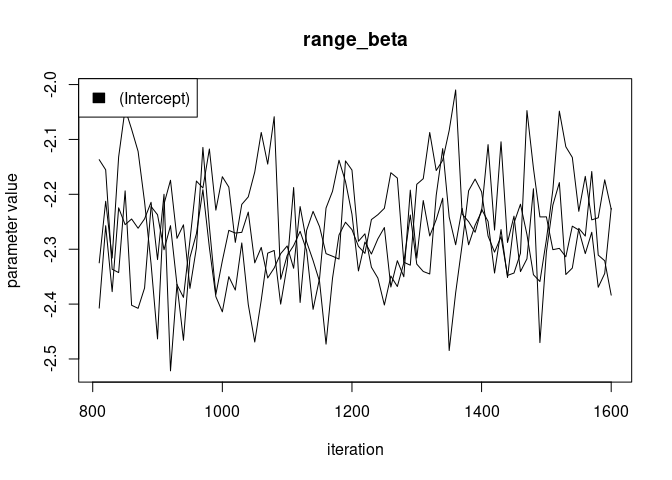 range_beta
(Intercept)
-2.0
-2.1
-2.2
-2.3
-2.4
-2.5
parameter value
800 1000 1200 1400 1600
iteration